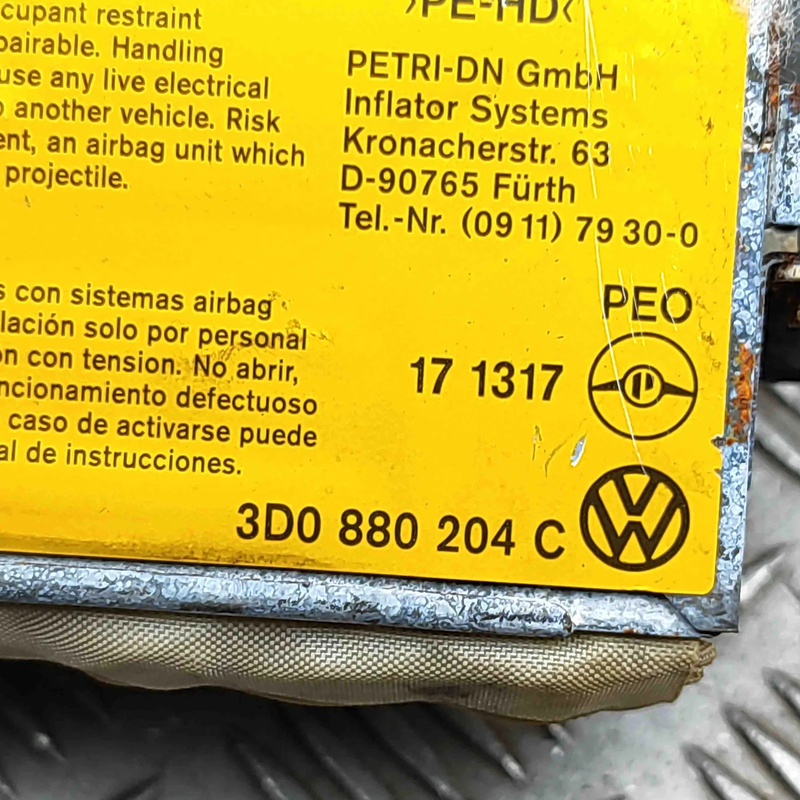 cupant restraint
pairable. Handling
use any live electrical
another vehicle. Risk
ent, an airbag unit which
projectile.
>PE-HD<
PETRI-DN GmbH
Inflator Systems
Kronacherstr. 63
D-90765 Fürth
Tel.-Nr. (09 11) 79 30-0
s con sistemas airbag
lación solo por personal
ón con tension. No abrir,
ncionamiento defectuoso
caso de activarse puede
al de instrucciones.
PEO
17 1317
P
3D0 880 204 C
VW